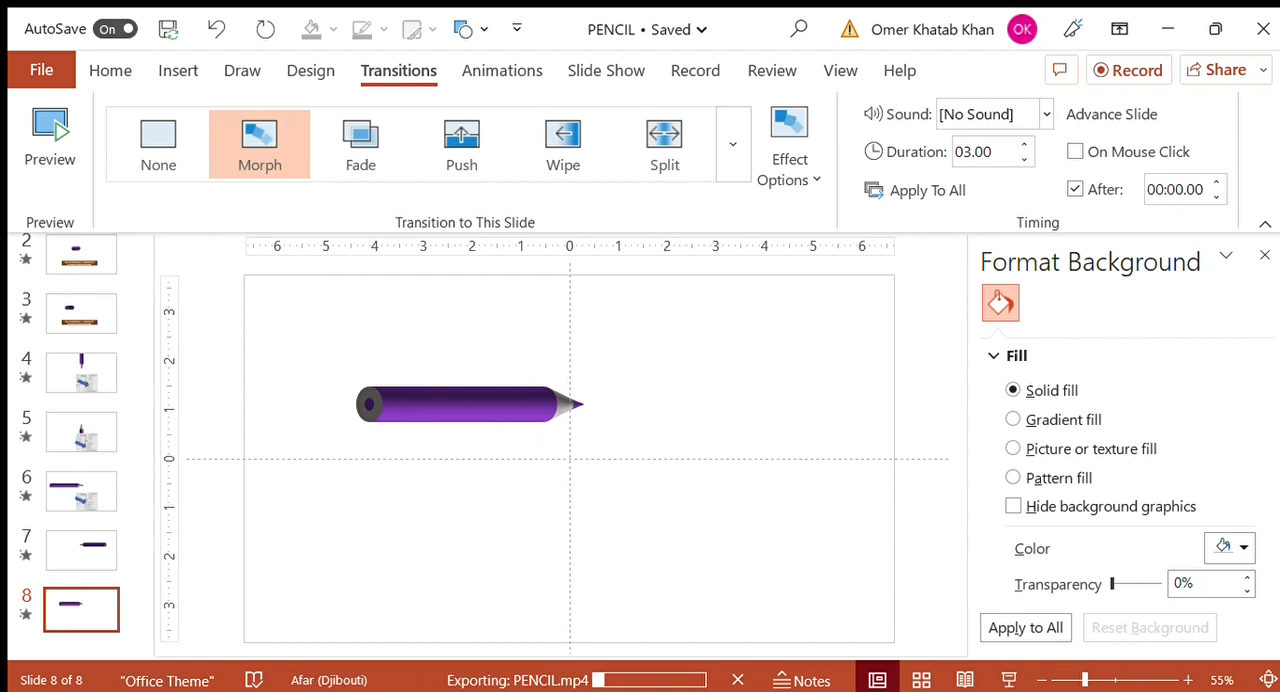 AutoSave On PENCIL • Saved Omer Khatab Khan OK
File Home Insert Draw Design Transitions Animations Slide Show Record Review View Help Record Share
Preview
None
Morph
Fade
Push
Wipe
Split
Effect
Options
Sound: [No Sound]
Duration: 03.00
Apply To All
Advance Slide
On Mouse Click
After: 00:00.00
Preview
Transition to This Slide
Timing
2
3
4
5
6
7
8
6 5 4 3 2 1 0 1 2 3 4 5 6
3
2
1
0
1
2
3
Format Background
Fill
Solid fill
Gradient fill
Picture or texture fill
Pattern fill
Hide background graphics
Color
Transparency 0%
Apply to All Reset Background
Slide 8 of 8 "Office Theme" Afar (Djibouti) Exporting: PENCIL.mp4 Notes 55%